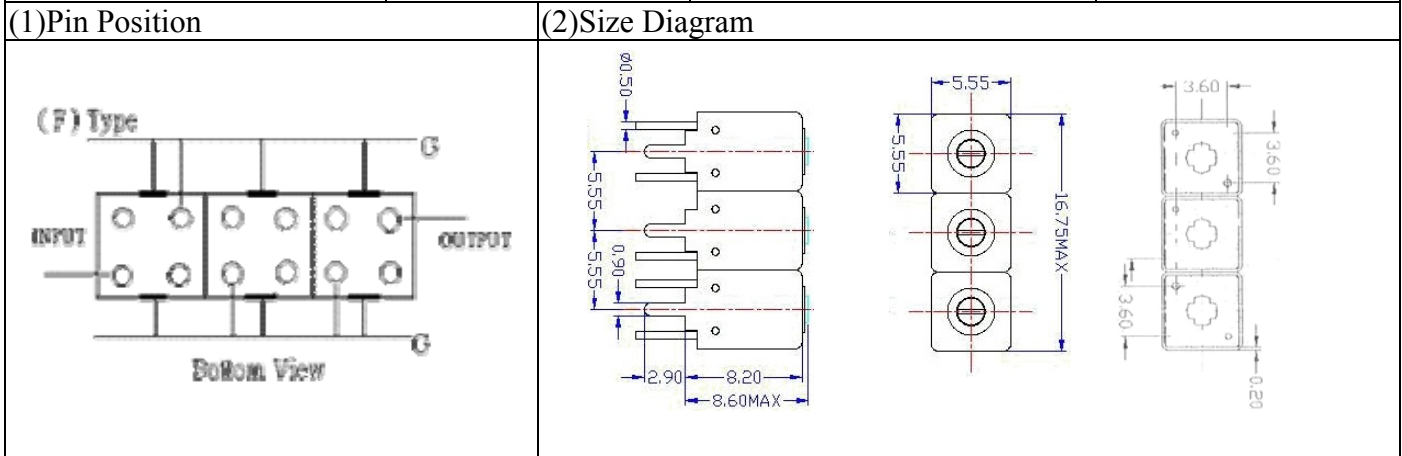 (1)Pin Position
(2)Size Diagram
(F) Type
G
INPUT
OUTPUT
G
Bottom View
ø0.50
5.55
5.55
0.90
2.90
8.20
8.60MAX
5.55
5.55
16.75MAX
3.60
3.60
3.60
0.20